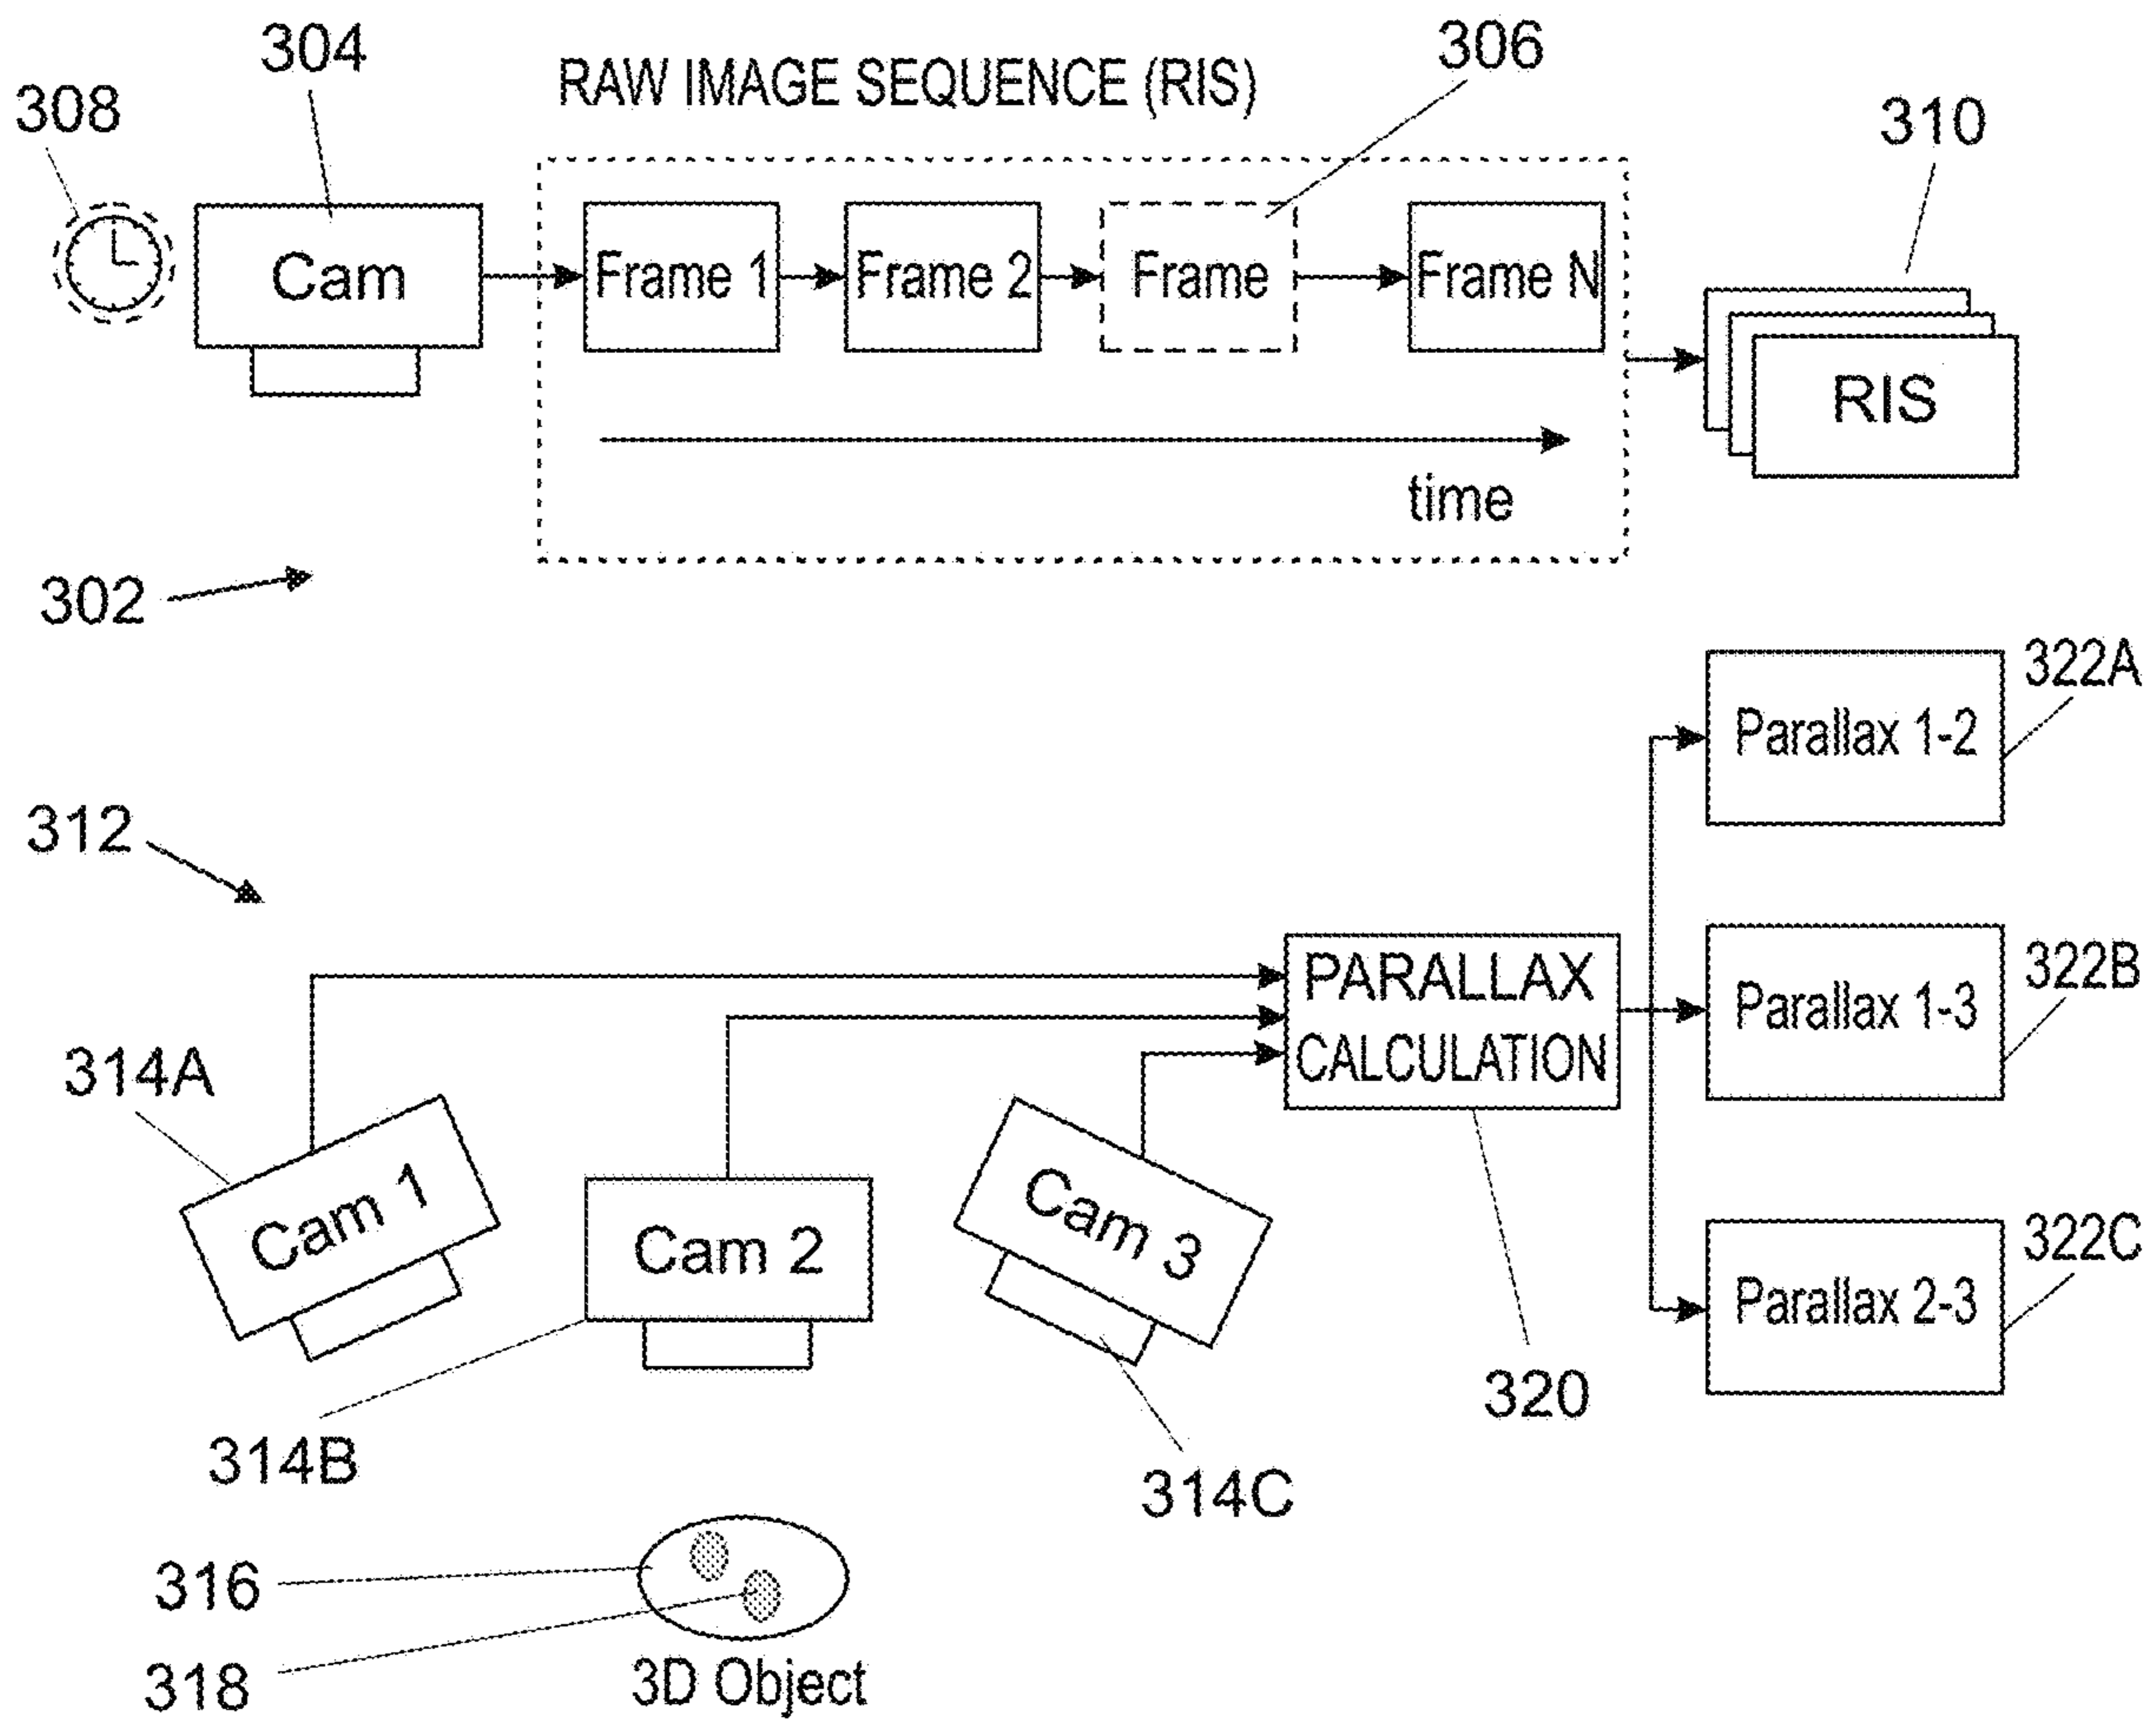 304
RAW IMAGE SEQUENCE (RIS)
306
308
310
Cam
Frame 1
Frame 2
Frame
Frame N
RIS
time
302
322A
Parallax 1-2
312
PARALLAX
CALCULATION
322B
Parallax 1-3
314A
Cam 1
Cam 2
Cam 3
322C
Parallax 2-3
320
314B
314C
316
318
3D Object